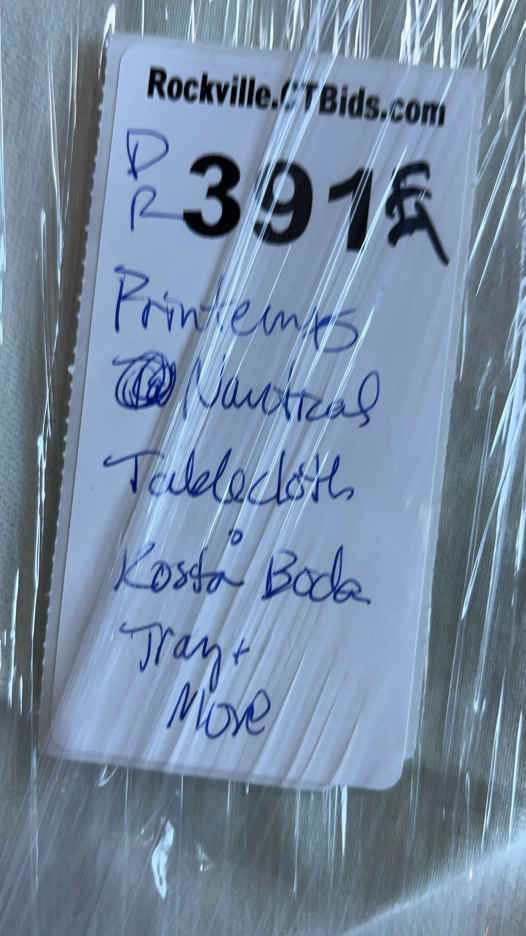 Rockville.CTBids.com
DR 391
Printemps
Nautical
Tablecloth
Kosta Boda
Tray +
More